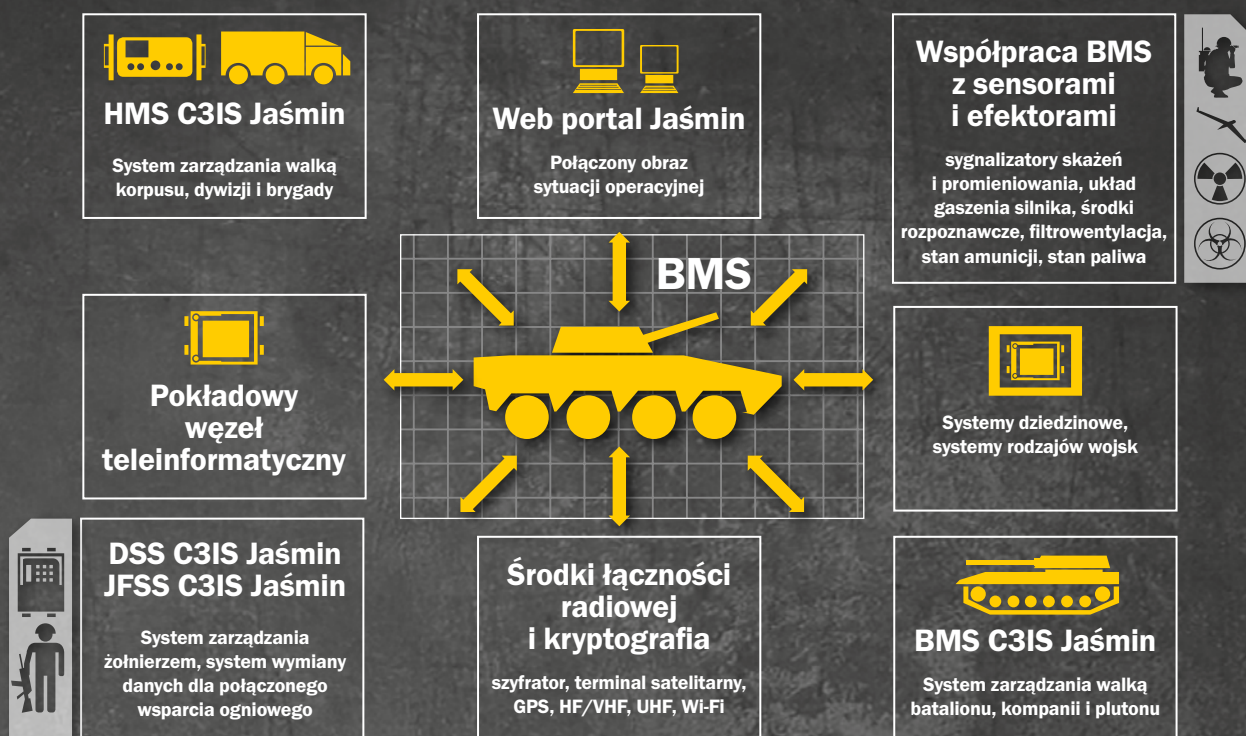 HMS C3IS Jaśmin
System zarządzania walką
korpusu, dywizji i brygady
Web portal Jaśmin
Połączony obraz
sytuacji operacyjnej
Współpraca BMS
z sensorami
i efektorami
sygnalizatory skażeń
i promieniowania, układ
gaszenia silnika, środki
rozpoznawcze, filtrowentylacja,
stan amunicji, stan paliwa
BMS
Pokładowy
węzeł
teleinformatyczny
Systemy dziedzinowe,
systemy rodzajów wojsk
DSS C3IS Jaśmin
JFSS C3IS Jaśmin
System zarządzania
żołnierzem, system wymiany
danych dla połączonego
wsparcia ogniowego
Środki łączności
radiowej
i kryptografia
szyfrator, terminal satelitarny,
GPS, HF/VHF, UHF, Wi-Fi
BMS C3IS Jaśmin
System zarządzania walką
batalionu, kompanii i plutonu